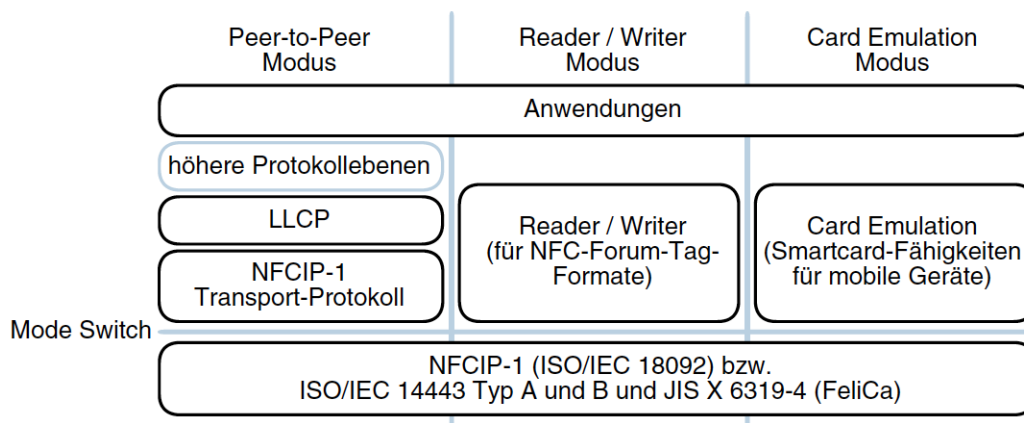 Peer-to-Peer
Modus
Reader / Writer
Modus
Card Emulation
Modus
Anwendungen
höhere Protokollebenen
LLCP
NFCIP-1
Transport-Protokoll
Reader / Writer
(für NFC-Forum-Tag-
Formate)
Card Emulation
(Smartcard-Fähigkeiten
für mobile Geräte)
Mode Switch
NFCIP-1 (ISO/IEC 18092) bzw.
ISO/IEC 14443 Typ A und B und JIS X 6319-4 (FeliCa)